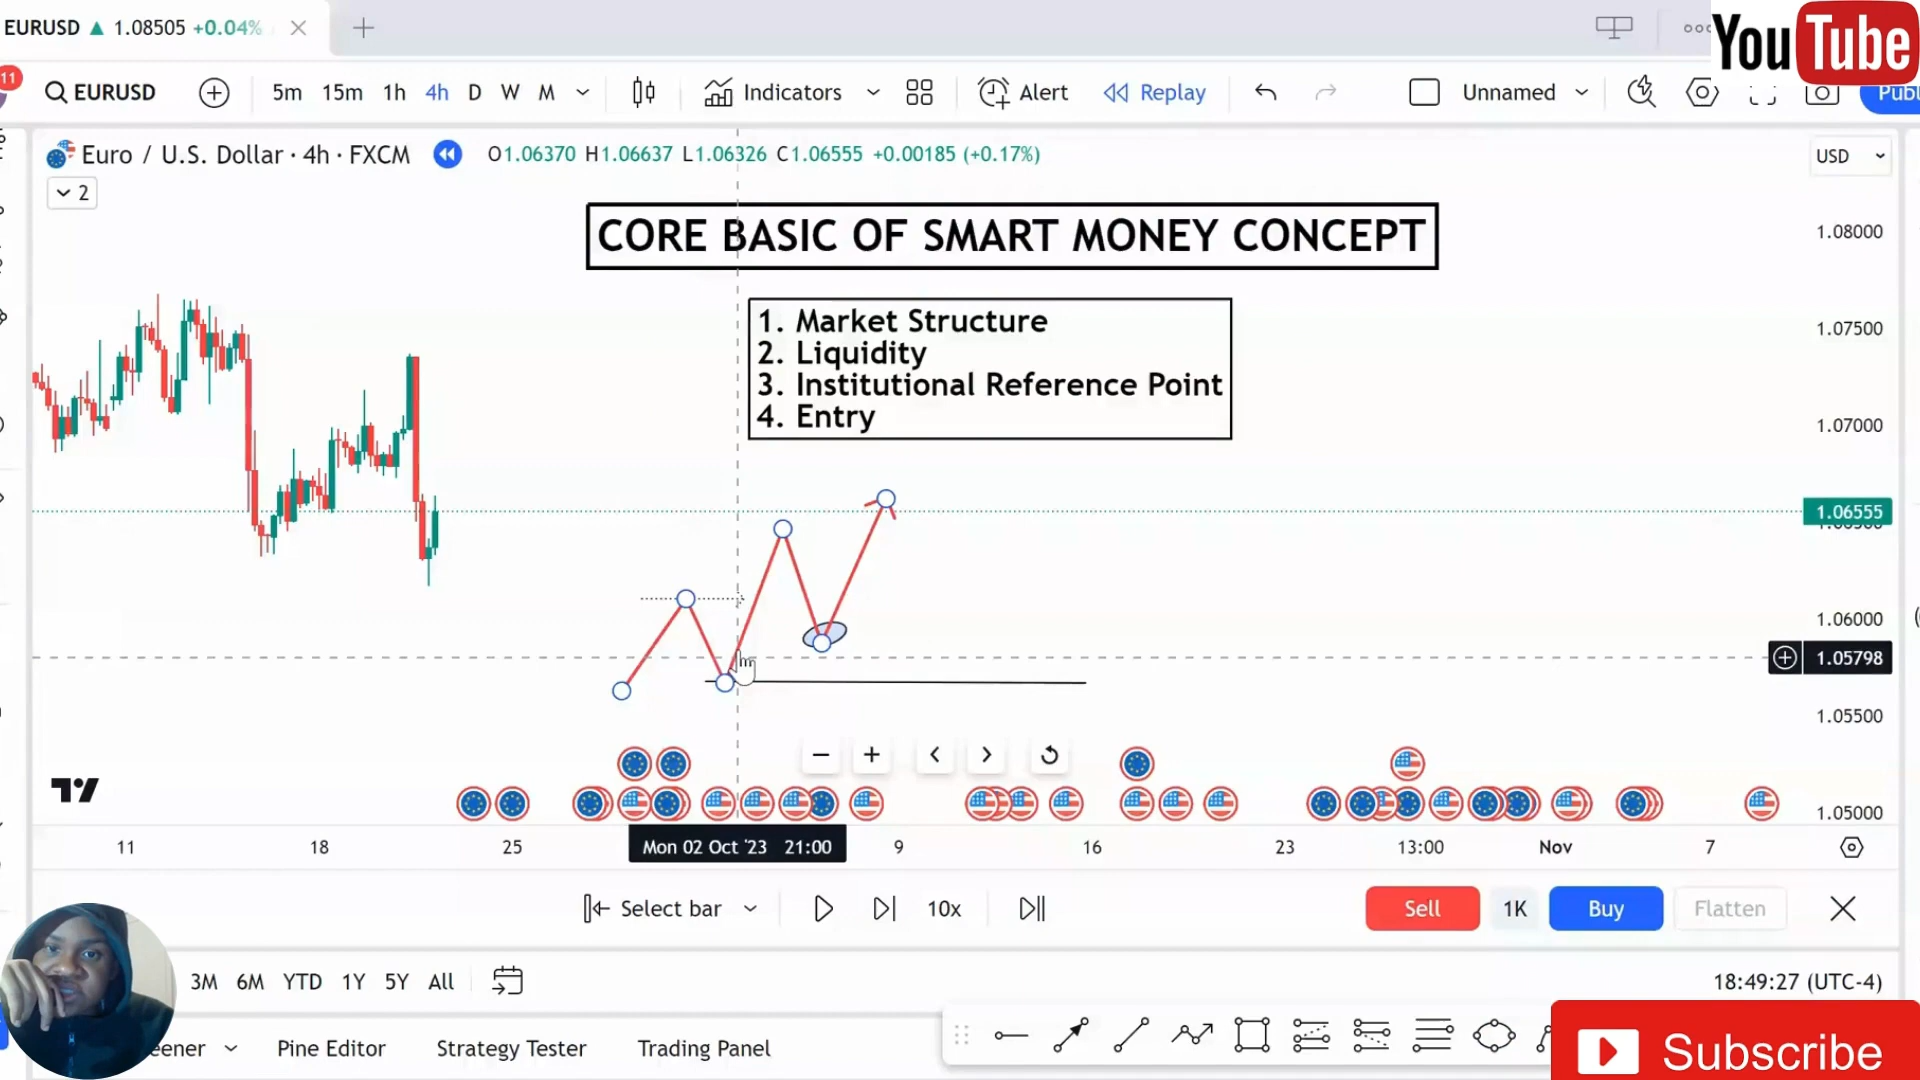 EURUSD ▲ 1.08505 +0.04%
YouTube
11
EURUSD 5m 15m 1h 4h D W M Indicators Alert Replay Unnamed Publ
Euro / U.S. Dollar · 4h · FXCM O1.06370 H1.06637 L1.06326 C1.06555 +0.00185 (+0.17%) USD
2
CORE BASIC OF SMART MONEY CONCEPT
1. Market Structure
2. Liquidity
3. Institutional Reference Point
4. Entry
1.08000
1.07500
1.07000
1.06555
1.06000
1.05798
1.05500
1.05000
11 18 25 Mon 02 Oct '23 21:00 9 16 23 13:00 Nov 7
Select bar 10x Sell 1K Buy Flatten
3M 6M YTD 1Y 5Y All 18:49:27 (UTC-4)
eener Pine Editor Strategy Tester Trading Panel
Subscribe